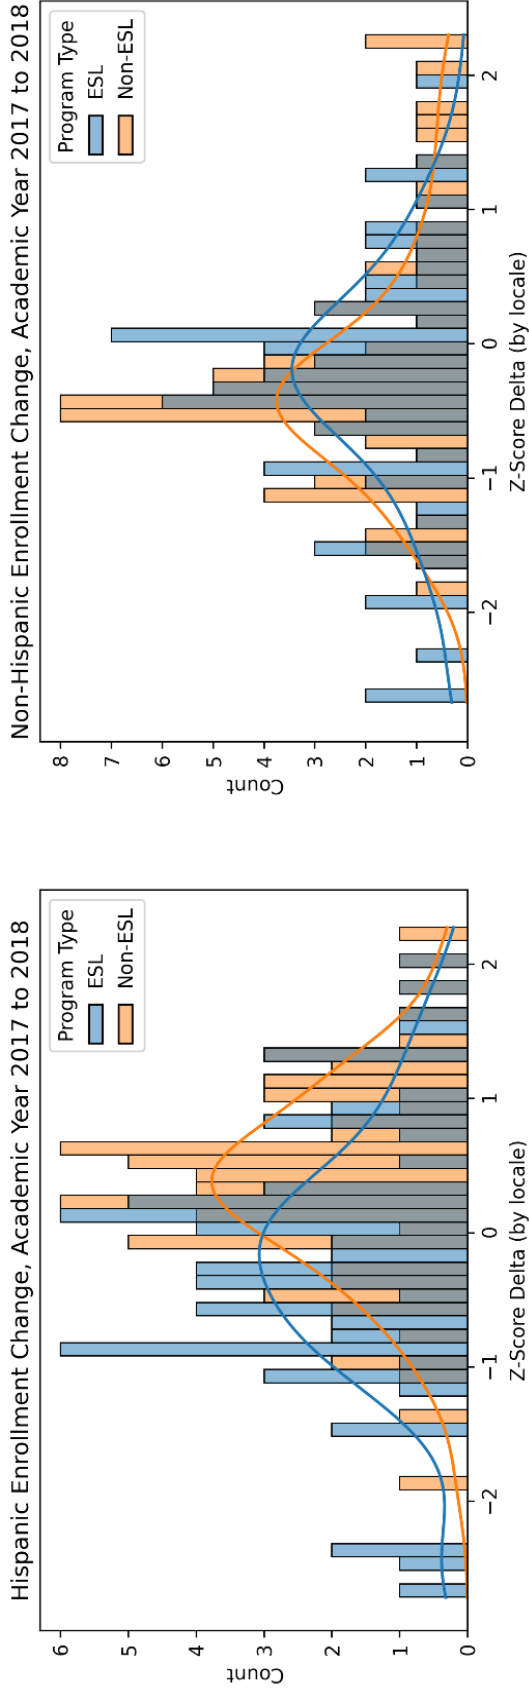 Hispanic Enrollment Change, Academic Year 2017 to 2018
Program Type
ESL
Non-ESL
Count
6
5
4
3
2
1
0
−2
−1
0
1
2
Z-Score Delta (by locale)
Non-Hispanic Enrollment Change, Academic Year 2017 to 2018
Program Type
ESL
Non-ESL
Count
8
7
6
5
4
3
2
1
0
−2
−1
0
1
2
Z-Score Delta (by locale)